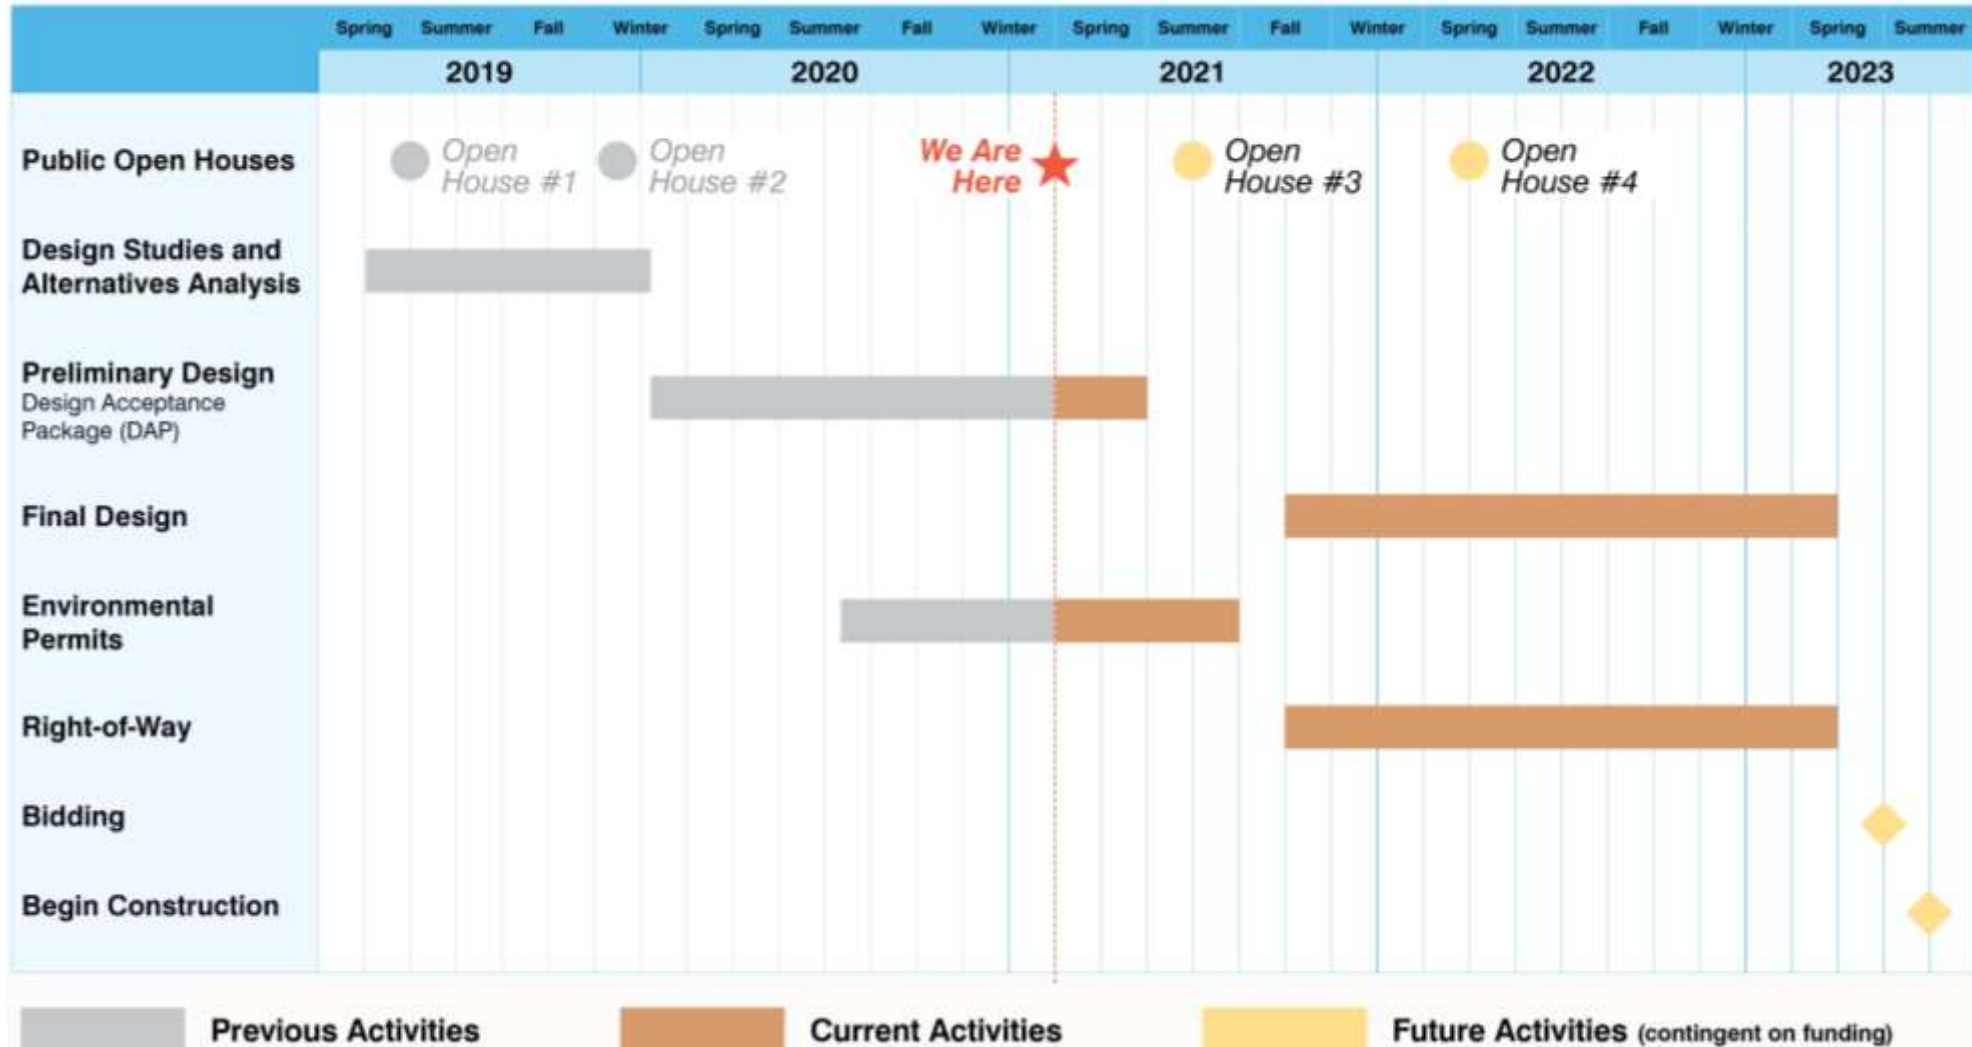 Spring Summer Fall Winter Spring Summer Fall Winter Spring Summer Fall Winter Spring Summer Fall Winter Spring Summer
2019 2020 2021 2022 2023
Public Open Houses
Open
House #1
Open
House #2
We Are
Here
Open
House #3
Open
House #4
Design Studies and
Alternatives Analysis
Preliminary Design
Design Acceptance
Package (DAP)
Final Design
Environmental
Permits
Right-of-Way
Bidding
Begin Construction
Previous Activities
Current Activities
Future Activities (contingent on funding)